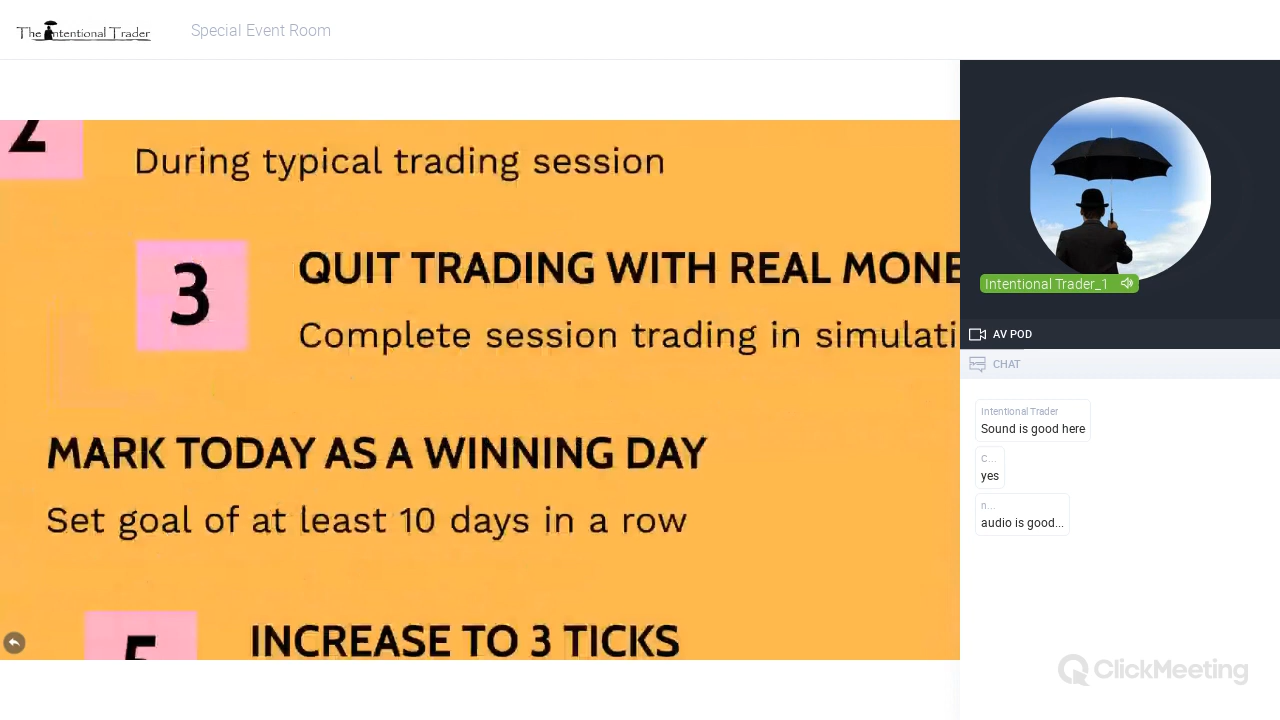 The Intentional Trader
Special Event Room
2
During typical trading session
3
QUIT TRADING WITH REAL MONE
Complete session trading in simulati
MARK TODAY AS A WINNING DAY
Set goal of at least 10 days in a row
5
INCREASE TO 3 TICKS
Intentional Trader_1
AV POD
CHAT
Intentional Trader
Sound is good here
C...
yes
n...
audio is good...
ClickMeeting